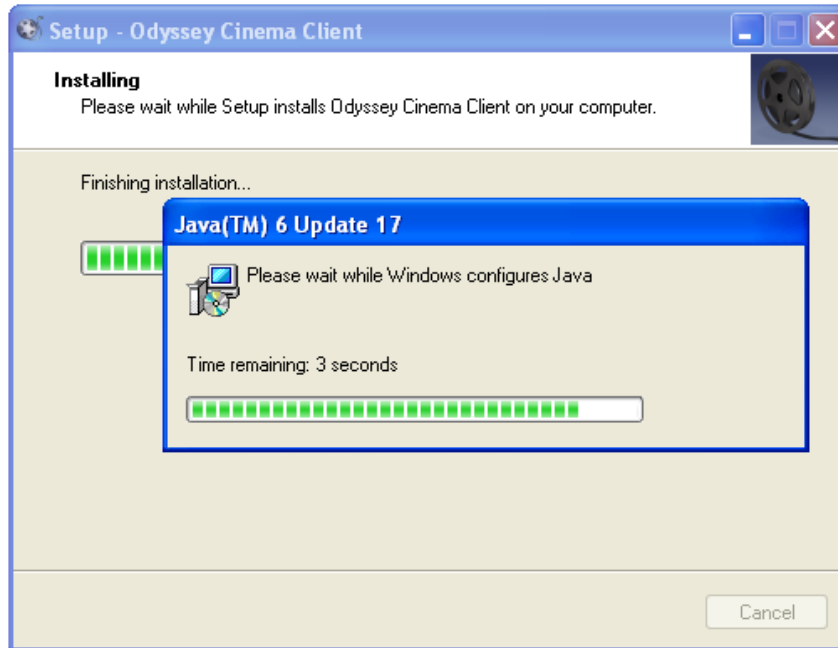 Setup - Odyssey Cinema Client
Installing
Please wait while Setup installs Odyssey Cinema Client on your computer.
Finishing installation...
Java(TM) 6 Update 17
Please wait while Windows configures Java
Time remaining: 3 seconds
Cancel